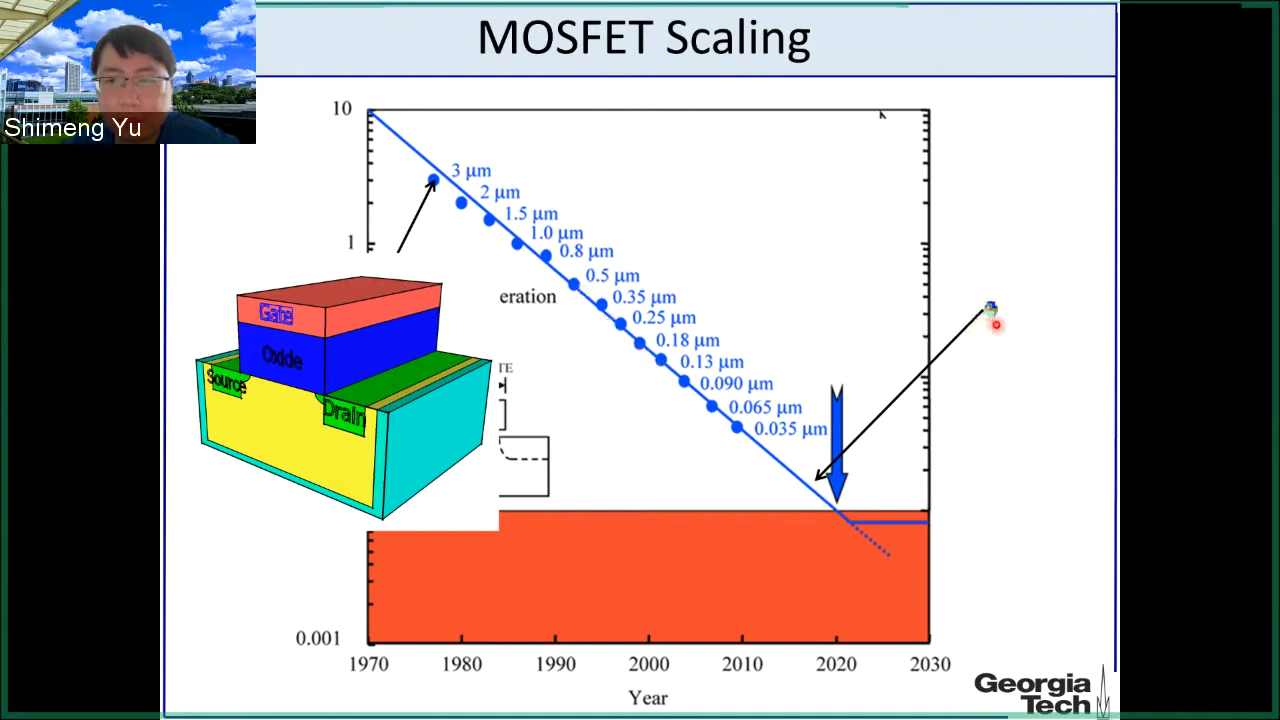 MOSFET Scaling
Shimeng Yu
10
3 µm
2 µm
1.5 µm
1.0 µm
1
0.8 µm
0.5 µm
eration
0.35 µm
Gate
0.25 µm
0.18 µm
Oxide
0.13 µm
TE
Source
0.090 µm
Drain
0.065 µm
0.035 µm
0.001
1970 1980 1990 2000 2010 2020 2030
Year
Georgia
Tech